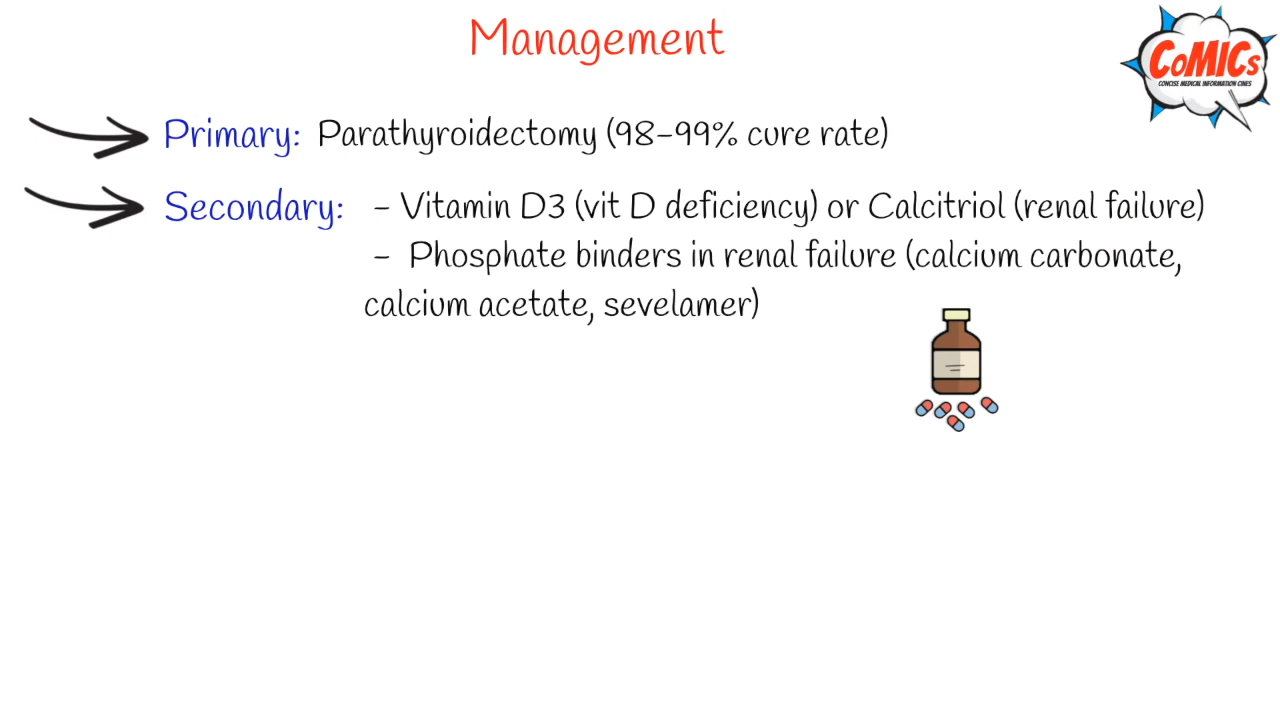 Management
CoMICs
CONCISE MEDICAL INFORMATION CINES
Primary: Parathyroidectomy (98-99% cure rate)
Secondary: - Vitamin D3 (vit D deficiency) or Calcitriol (renal failure)
- Phosphate binders in renal failure (calcium carbonate,
calcium acetate, sevelamer)